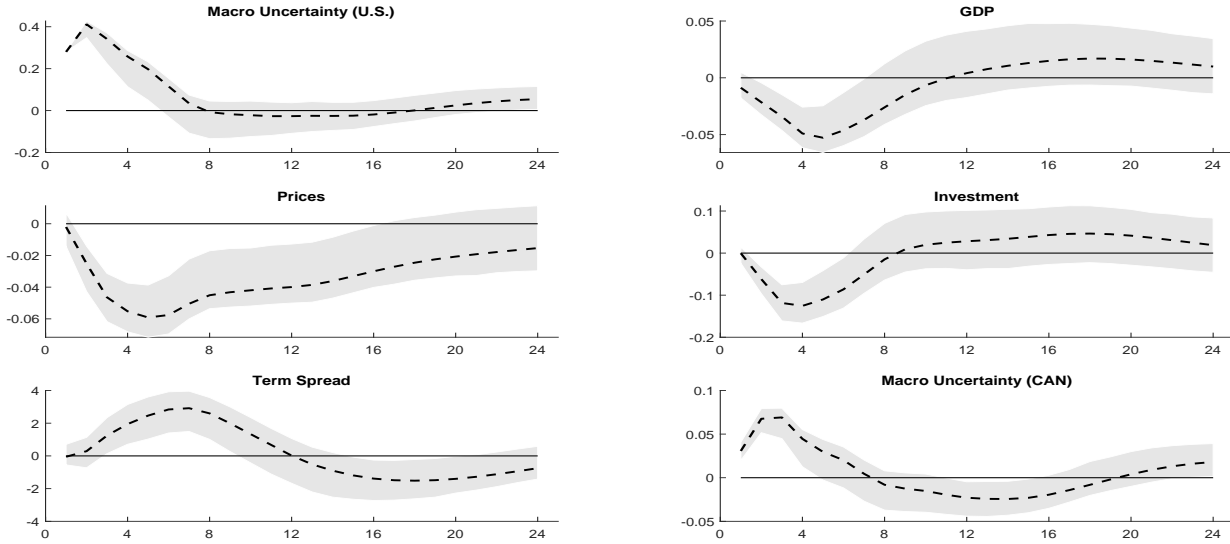 Macro Uncertainty (U.S.)
0.4
0.2
0
-0.2
0 4 8 12 16 20 24
GDP
0.05
0
-0.05
0 4 8 12 16 20 24
Prices
0
-0.02
-0.04
-0.06
0 4 8 12 16 20 24
Investment
0.1
0
-0.1
-0.2
0 4 8 12 16 20 24
Term Spread
4
2
0
-2
-4
0 4 8 12 16 20 24
Macro Uncertainty (CAN)
0.1
0.05
0
-0.05
0 4 8 12 16 20 24